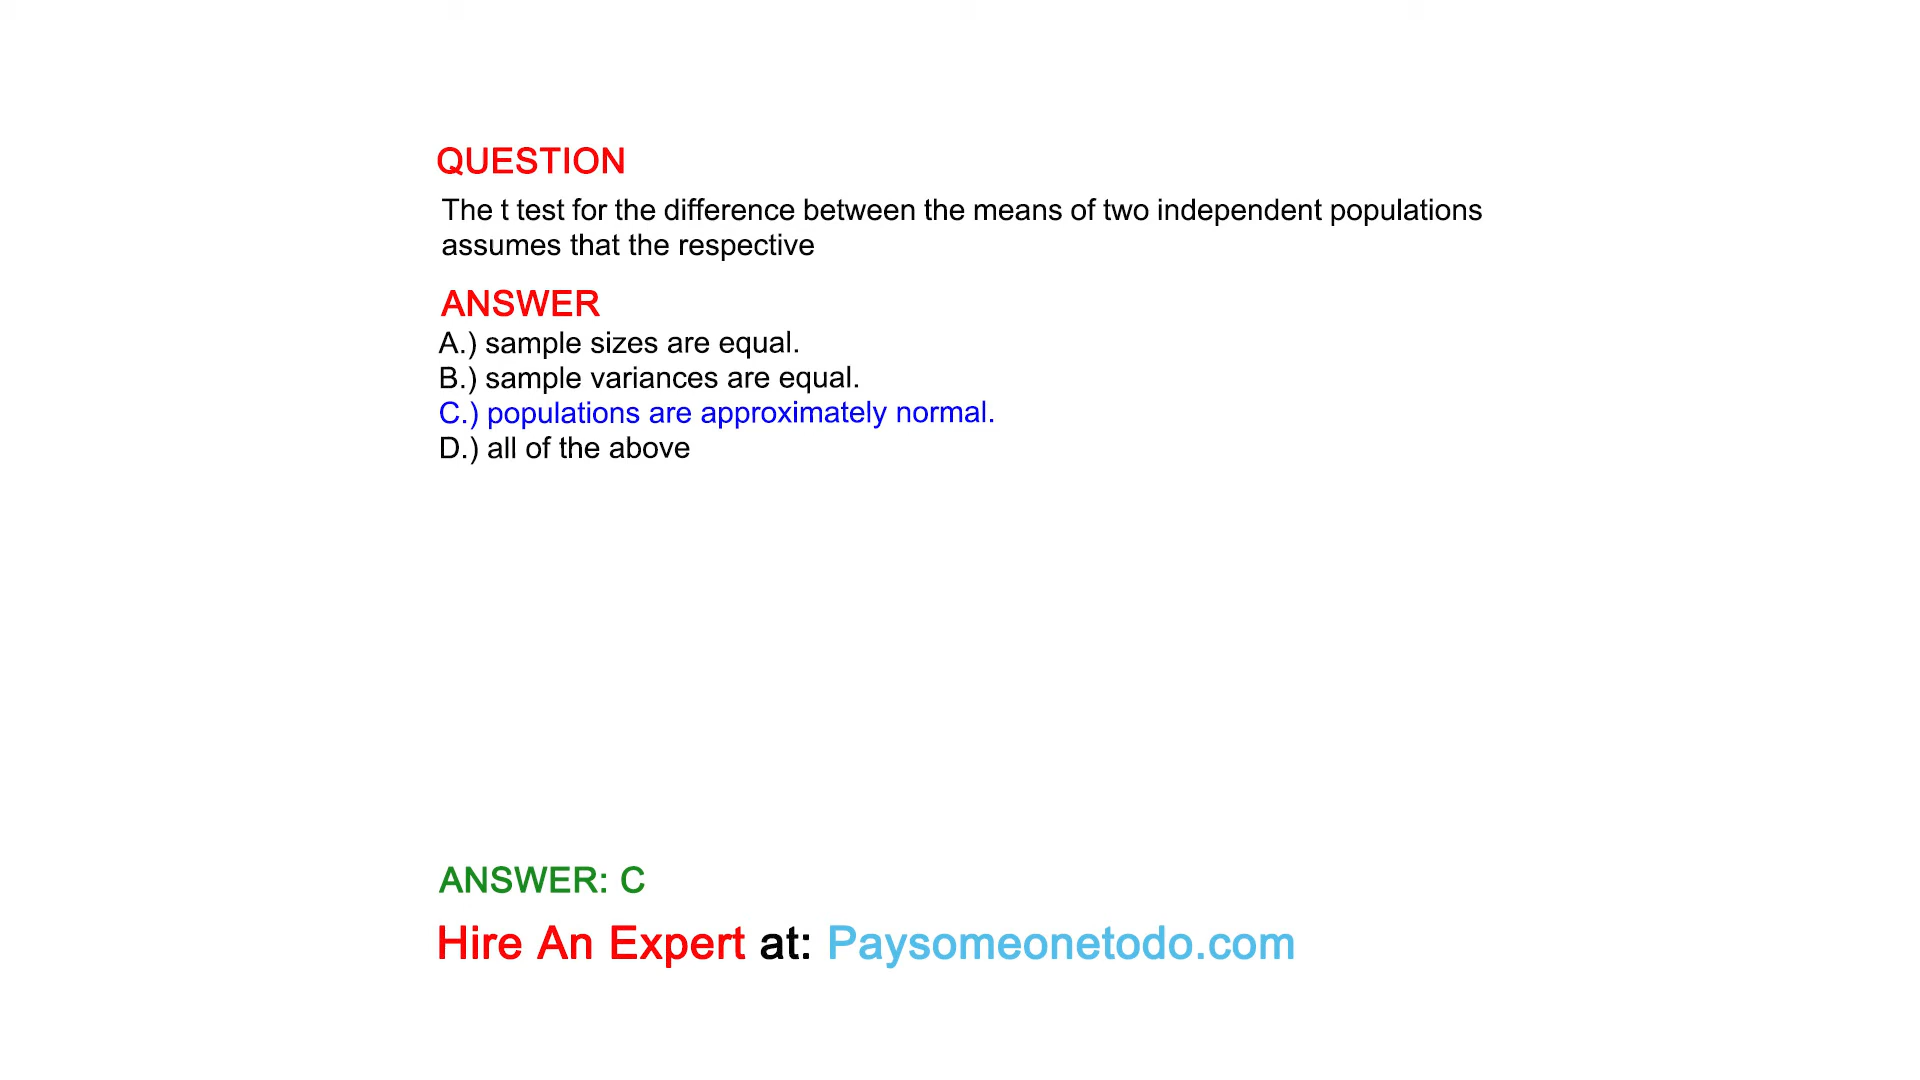 QUESTION
The t test for the difference between the means of two independent populations
assumes that the respective
ANSWER
A.) sample sizes are equal.
B.) sample variances are equal.
C.) populations are approximately normal.
D.) all of the above
ANSWER: C
Hire An Expert at: Paysomeonetodo.com